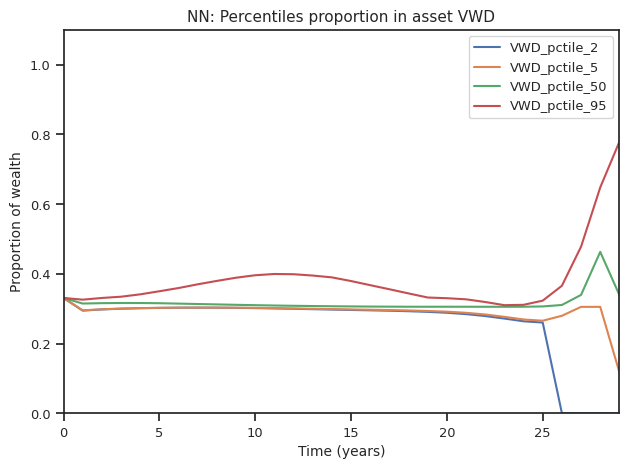 NN: Percentiles proportion in asset VWD
VWD_pctile_2
VWD_pctile_5
VWD_pctile_50
VWD_pctile_95
Proportion of wealth
1.0
0.8
0.6
0.4
0.2
0.0
0 5 10 15 20 25
Time (years)